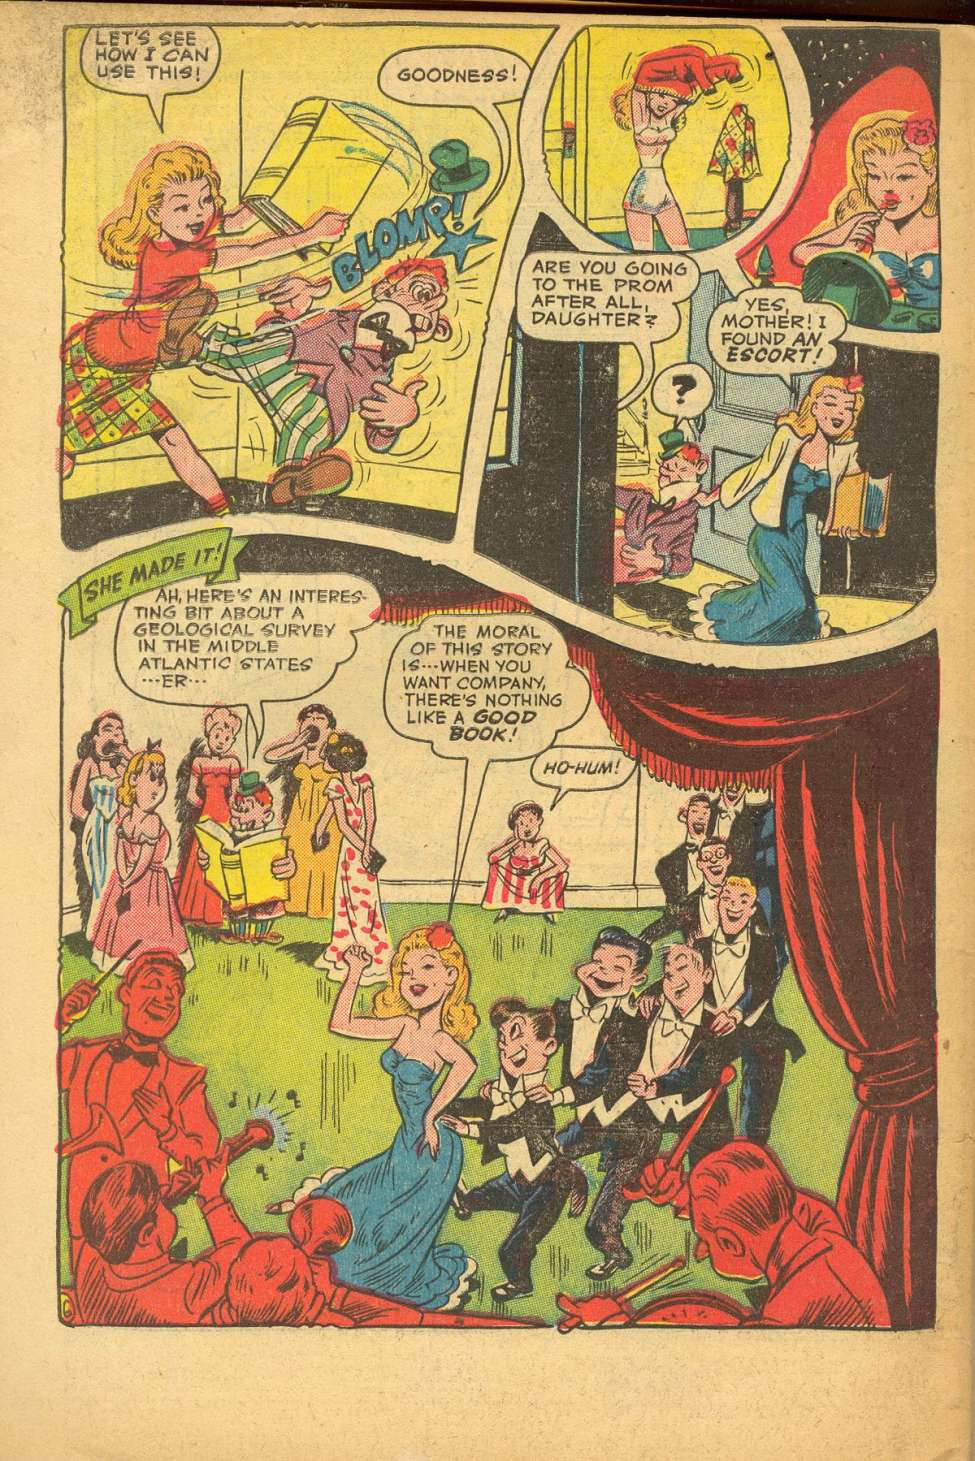 LET'S SEE
HOW I CAN
USE THIS!
GOODNESS!
BLOMP!
ARE YOU GOING
TO THE PROM
AFTER ALL,
DAUGHTER?
?
YES,
MOTHER! I
FOUND AN
ESCORT!
SHE MADE IT!
AH, HERE'S AN INTERES-
TING BIT ABOUT A
GEOLOGICAL SURVEY
IN THE MIDDLE
ATLANTIC STATES
---ER---
THE MORAL
OF THIS STORY
IS---WHEN YOU
WANT COMPANY,
THERE'S NOTHING
LIKE A GOOD
BOOK!
HO-HUM!